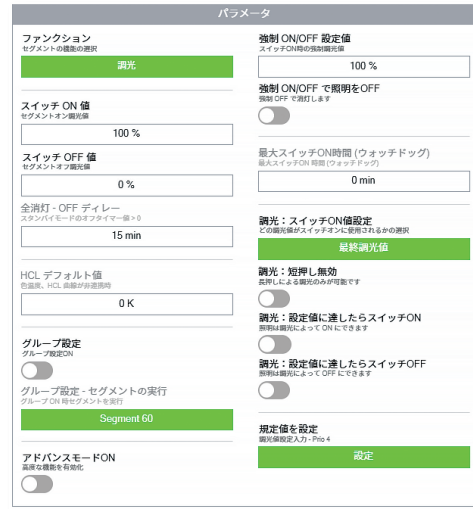 パラメータ
ファンクション
セグメントの機能の選択
調光
スイッチ ON 値
セグメントオン調光値
100 %
スイッチ OFF 値
セグメントオフ調光値
0 %
全消灯 - OFF ディレー
スタンバイモードのオフタイマー値 > 0
15 min
HCL デフォルト値
色温度、HCL 曲線が非適用時
0 K
グループ設定
グループ設定ON
グループ設定 - セグメントの実行
グループ ON 時セグメントを実行
Segment 60
アドバンスモードON
高度な機能を有効化
強制 ON/OFF 設定値
スイッチON時の強制調光値
100 %
強制 ON/OFF で照明をOFF
強制 OFF で消灯します
最大スイッチON時間 (ウォッチドッグ)
最大スイッチON 時間 (ウォッチドッグ)
0 min
調光：スイッチON値設定
どの調光値がスイッチオンに使用されるかの選択
最終調光値
調光：短押し無効
長押しによる調光のみが可能です
調光：設定値に達したらスイッチON
照明は調光によって ON にできます
調光：設定値に達したらスイッチOFF
照明は調光によって OFF にできます
規定値を設定
調光値設定入力 - Prio 4
設定